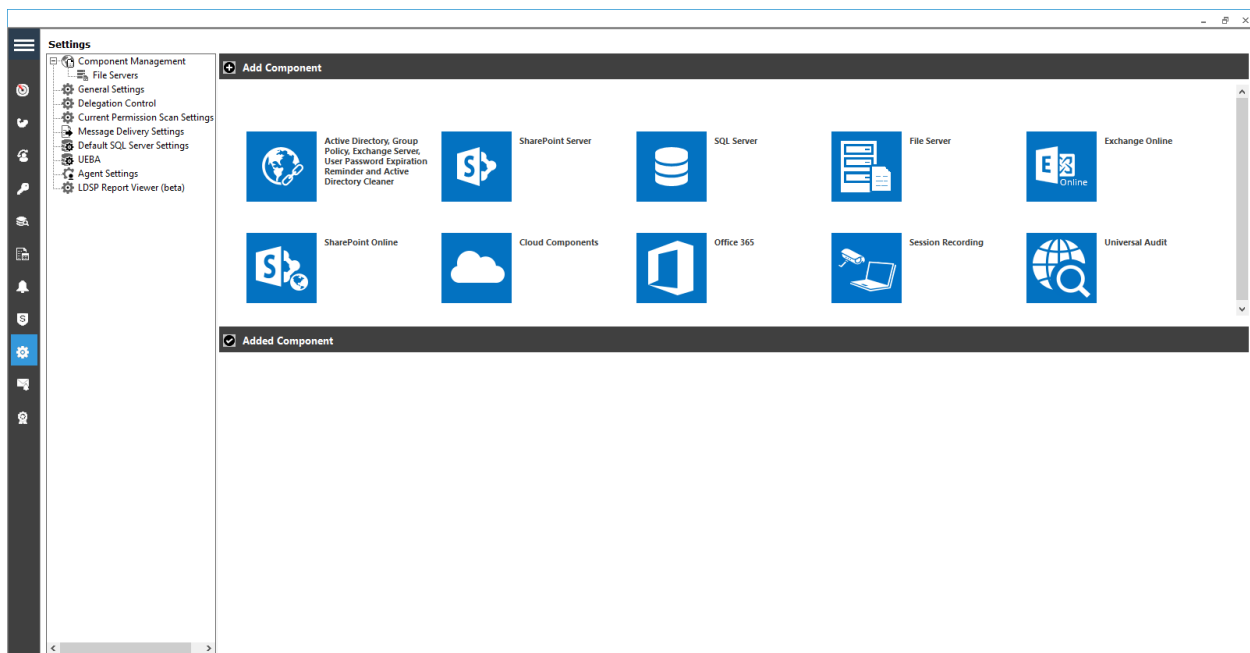 Settings
Component Management
File Servers
General Settings
Delegation Control
Current Permission Scan Settings
Message Delivery Settings
Default SQL Server Settings
UEBA
Agent Settings
LDSP Report Viewer (beta)
Add Component
Active Directory, Group
Policy, Exchange Server,
User Password Expiration
Reminder and Active
Directory Cleaner
S
SharePoint Server
SQL Server
File Server
E
Online
Exchange Online
S
SharePoint Online
Cloud Components
Office 365
Session Recording
Universal Audit
Added Component
S